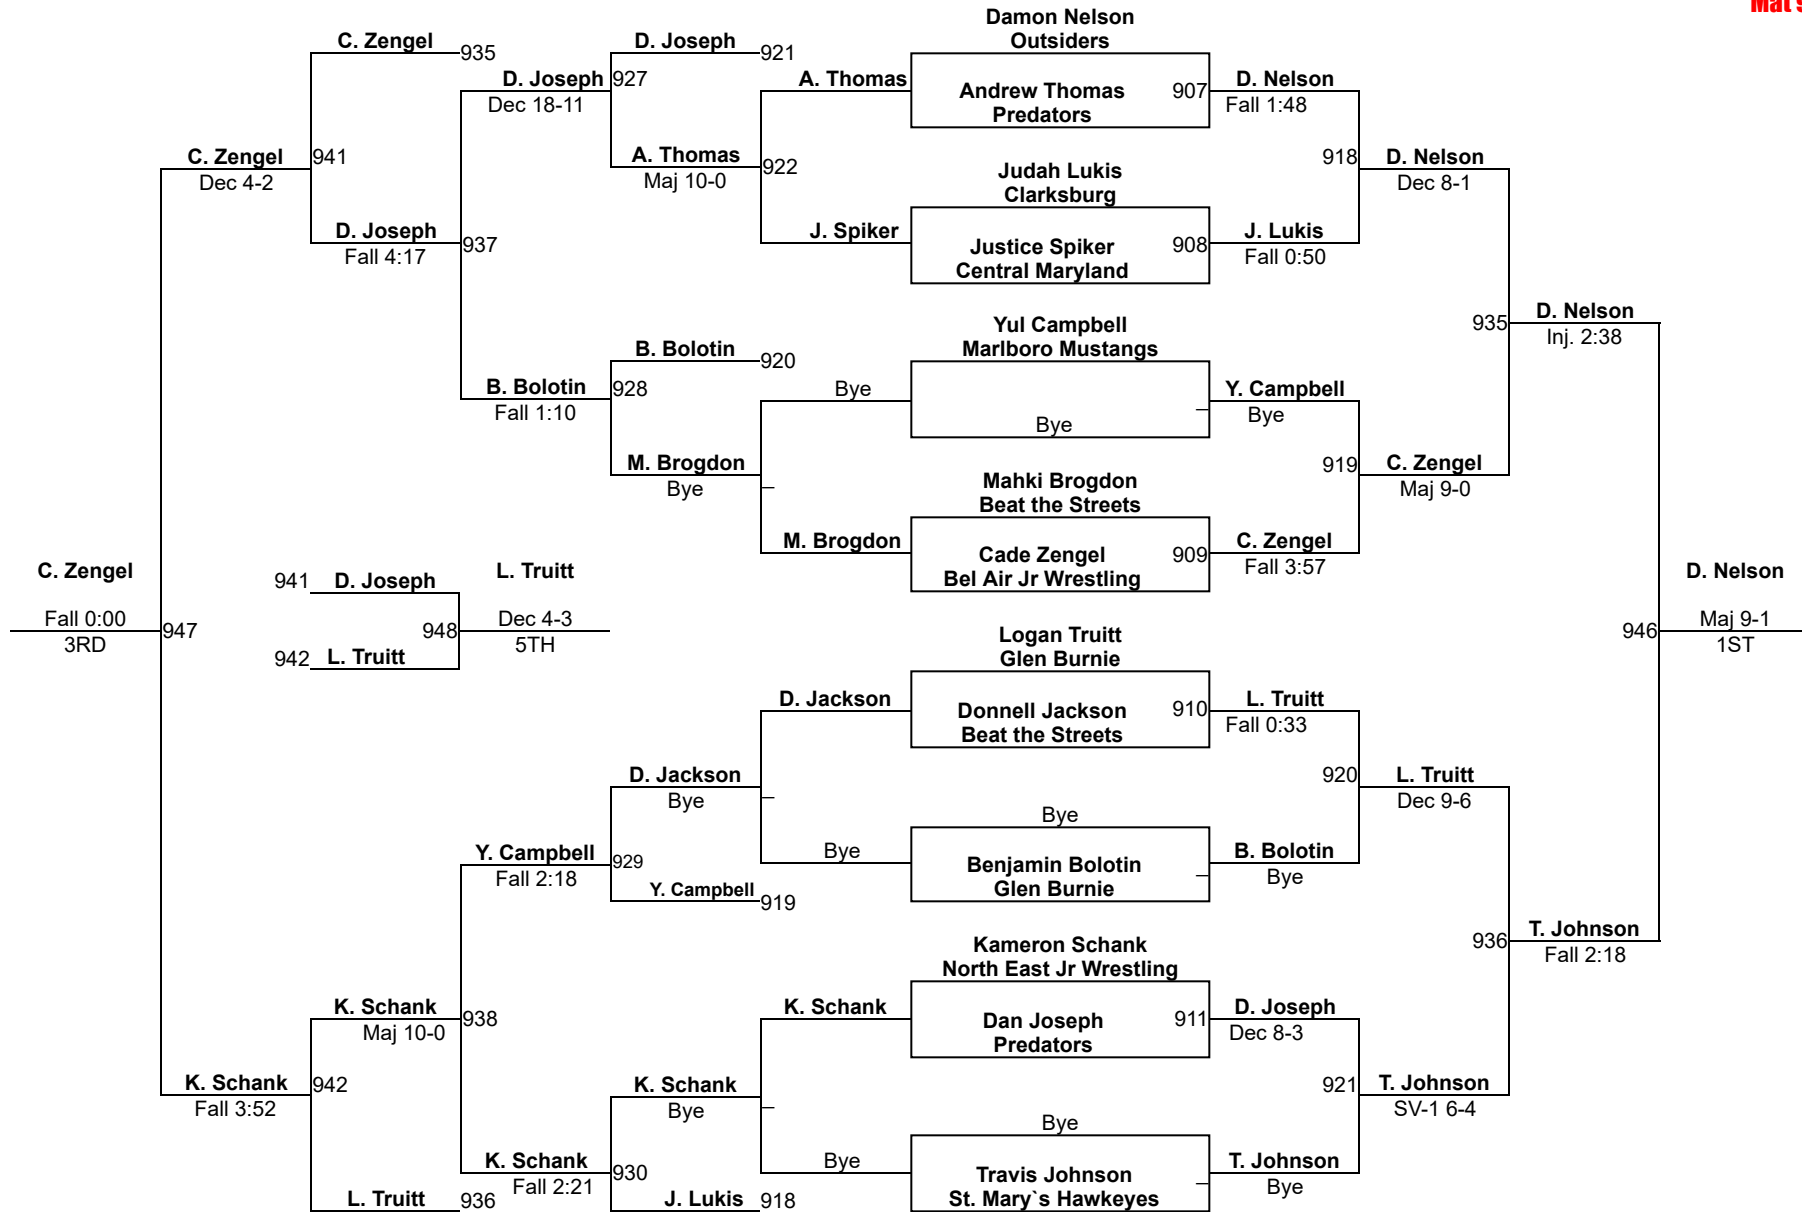 Mat s
Damon Nelson
Outsiders
C. Zengel
935
D. Joseph
921
D. Joseph
927
Dec 18-11
A. Thomas
Andrew Thomas
Predators
907
D. Nelson
Fall 1:48
C. Zengel
Dec 4-2
941
A. Thomas
Maj 10-0
922
Judah Lukis
Clarksburg
918
D. Nelson
Dec 8-1
D. Joseph
Fall 4:17
937
J. Spiker
Justice Spiker
Central Maryland
908
J. Lukis
Fall 0:50
Yul Campbell
Marlboro Mustangs
935
D. Nelson
Inj. 2:38
B. Bolotin
920
B. Bolotin
Fall 1:10
928
Bye
Bye
Y. Campbell
Bye
M. Brogdon
Bye
Mahki Brogdon
Beat the Streets
919
C. Zengel
Maj 9-0
M. Brogdon
Cade Zengel
Bel Air Jr Wrestling
909
C. Zengel
Fall 3:57
C. Zengel
Fall 0:00
3RD
947
941
D. Joseph
942
L. Truitt
948
L. Truitt
Dec 4-3
5TH
D. Nelson
946
Maj 9-1
1ST
Logan Truitt
Glen Burnie
D. Jackson
Donnell Jackson
Beat the Streets
910
L. Truitt
Fall 0:33
D. Jackson
Bye
920
L. Truitt
Dec 9-6
Bye
Y. Campbell
Fall 2:18
929
Bye
Benjamin Bolotin
Glen Burnie
B. Bolotin
Bye
Y. Campbell
919
Kameron Schank
North East Jr Wrestling
936
T. Johnson
Fall 2:18
K. Schank
Maj 10-0
938
K. Schank
Dan Joseph
Predators
911
D. Joseph
Dec 8-3
K. Schank
Fall 3:52
942
K. Schank
Bye
921
T. Johnson
SV-1 6-4
Bye
K. Schank
Fall 2:21
930
Bye
Travis Johnson
St. Mary`s Hawkeyes
T. Johnson
Bye
L. Truitt
936
J. Lukis
918